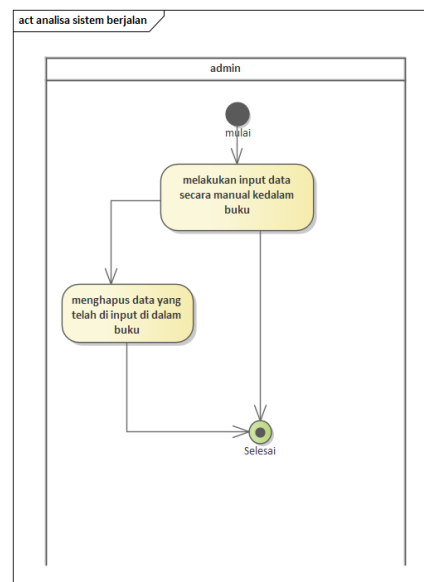 act analisa sistem berjalan
admin
mulai
melakukan input data
secara manual kedalam
buku
menghapus data yang
telah di input di dalam
buku
Selesai